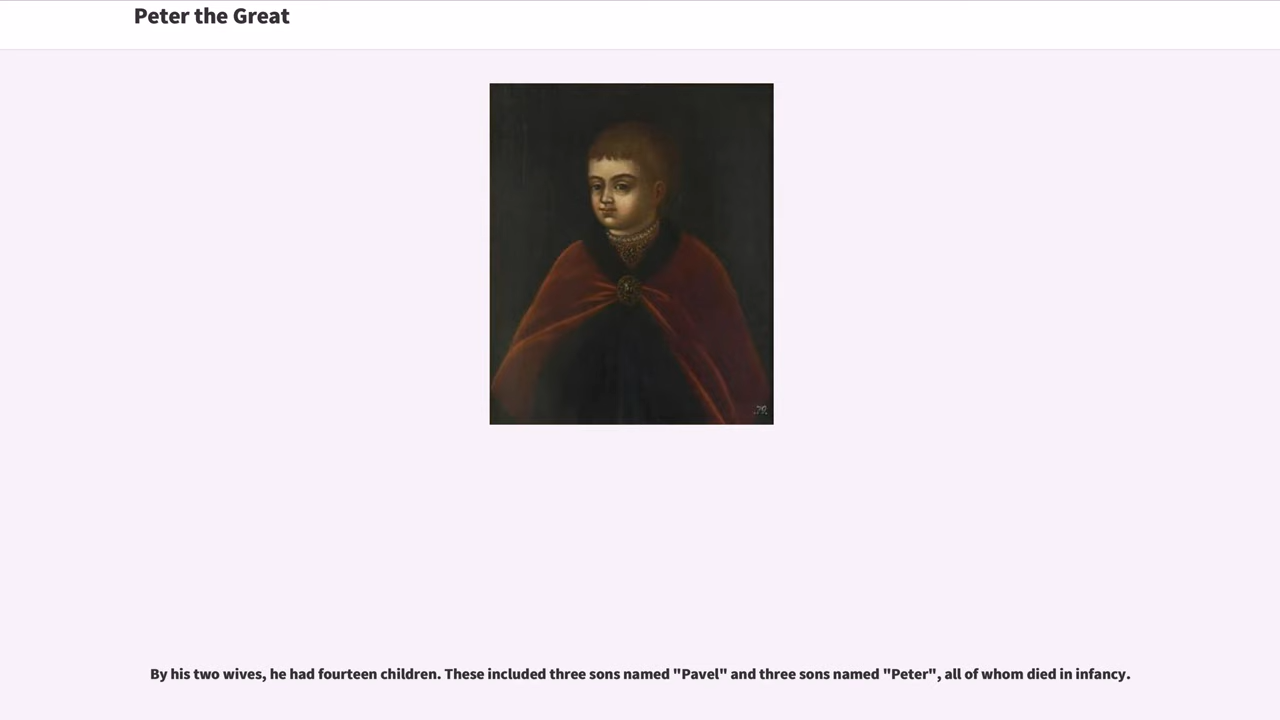 Peter the Great
By his two wives, he had fourteen children. These included three sons named "Pavel" and three sons named "Peter", all of whom died in infancy.